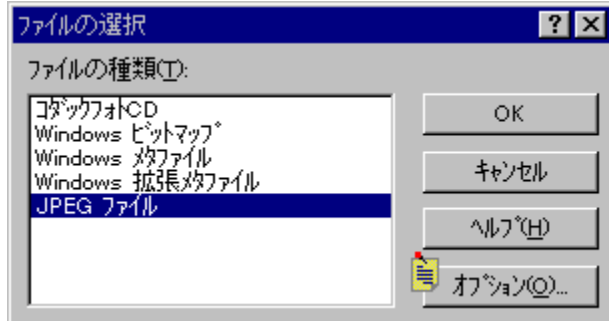 ファイルの選択
ファイルの種類(T):
コダックフォトCD
Windows ビットマップ
Windows メタファイル
Windows 拡張メタファイル
JPEG ファイル
OK
キャンセル
ヘルプ(H)
オプション(O)...